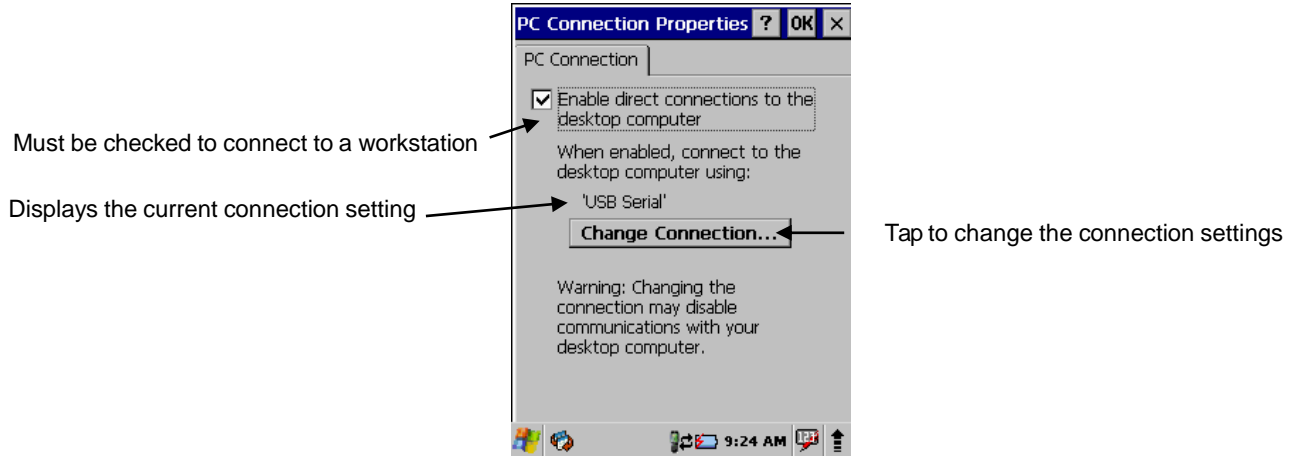 PC Connection Properties ? OK ×
PC Connection
Enable direct connections to the
desktop computer
Must be checked to connect to a workstation
When enabled, connect to the
desktop computer using:
Displays the current connection setting
'USB Serial'
Change Connection...
Tap to change the connection settings
Warning: Changing the
connection may disable
communications with your
desktop computer.
9:24 AM